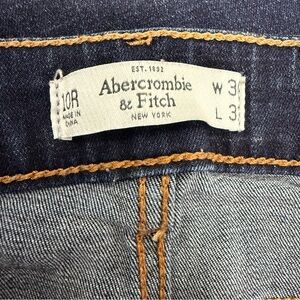 EST. 1892
Abercrombie
& Fitch
NEW YORK
10R
MADE IN
CHINA
W 3
L 3